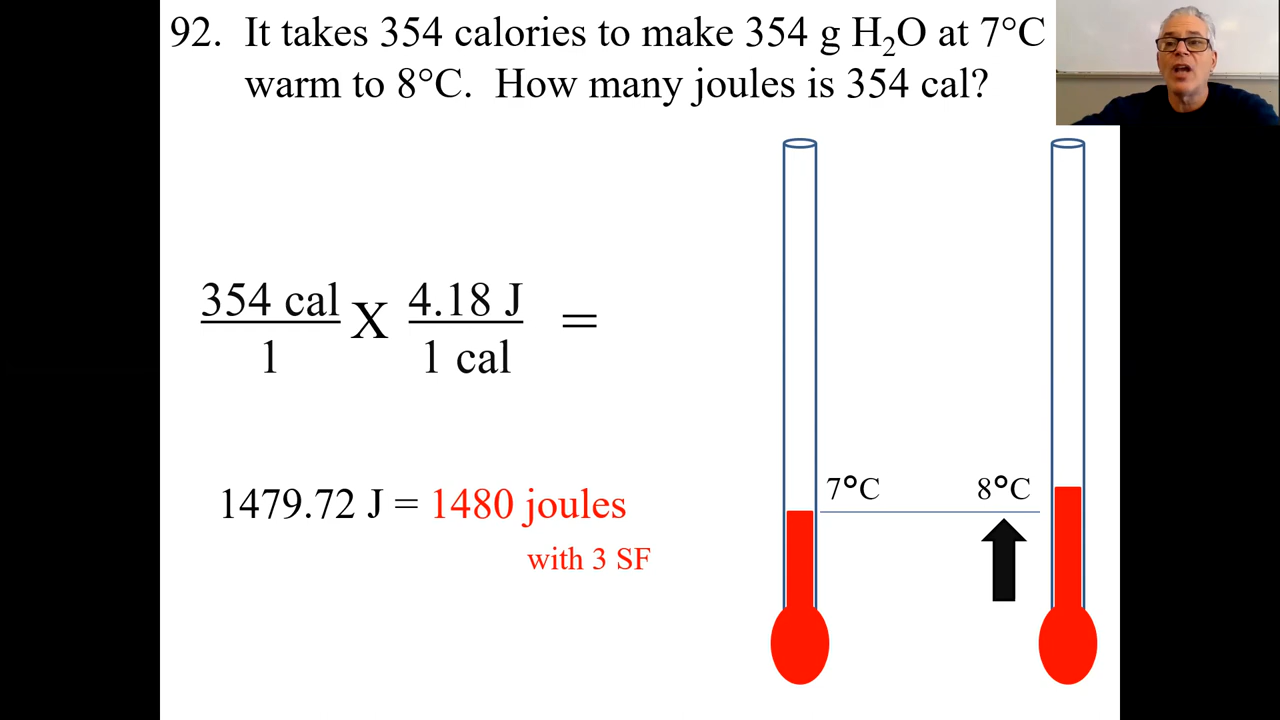 92. It takes 354 calories to make 354 g H₂O at 7°C
warm to 8°C. How many joules is 354 cal?
354 cal X 4.18 J =
1 1 cal
7°C 8°C
1479.72 J = 1480 joules
with 3 SF